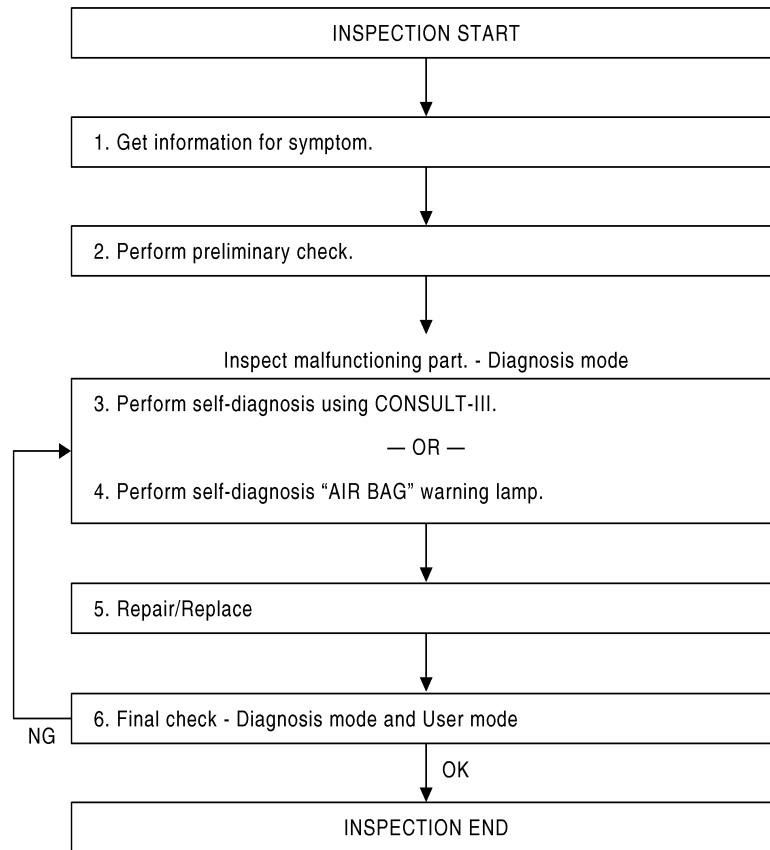 INSPECTION START
1. Get information for symptom.
2. Perform preliminary check.
Inspect malfunctioning part. - Diagnosis mode
3. Perform self-diagnosis using CONSULT-III.
— OR —
4. Perform self-diagnosis “AIR BAG” warning lamp.
5. Repair/Replace
6. Final check - Diagnosis mode and User mode
NG
OK
INSPECTION END